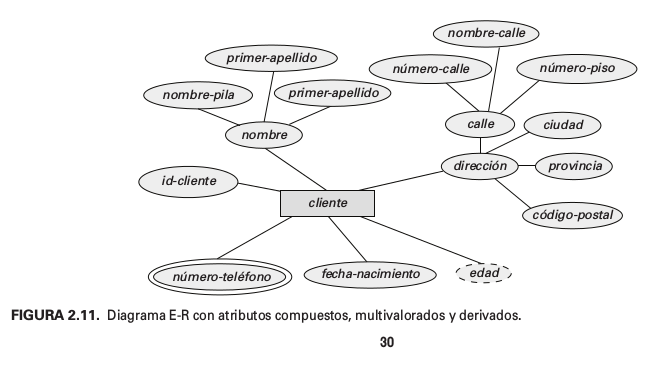 nombre-calle
primer-apellido
número-calle
número-piso
nombre-pila
primer-apellido
nombre
calle
ciudad
dirección
provincia
id-cliente
cliente
código-postal
número-teléfono
fecha-nacimiento
edad
FIGURA 2.11. Diagrama E-R con atributos compuestos, multivalorados y derivados.
30